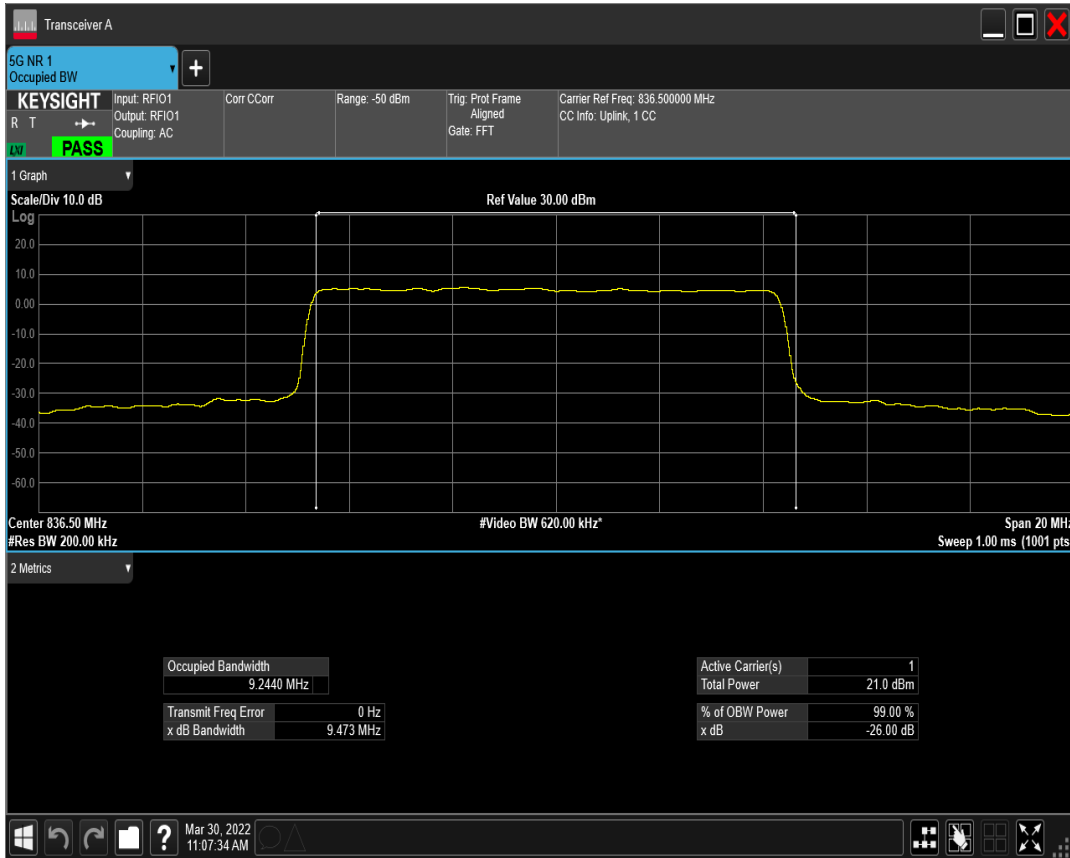 Transceiver A
5G NR 1
Occupied BW
KEYSIGHT
R T
LXI
PASS
Input: RFIO1
Output: RFIO1
Coupling: AC
Corr CCorr
Range: -50 dBm
Trig: Prot Frame
Aligned
Gate: FFT
Carrier Ref Freq: 836.500000 MHz
CC Info: Uplink, 1 CC
1 Graph
Scale/Div 10.0 dB
Ref Value 30.00 dBm
Log
20.0
10.0
0.00
-10.0
-20.0
-30.0
-40.0
-50.0
-60.0
Center 836.50 MHz
#Video BW 620.00 kHz*
Span 20 MHz
#Res BW 200.00 kHz
Sweep 1.00 ms (1001 pts
2 Metrics
Occupied Bandwidth
9.2440 MHz
Transmit Freq Error 0 Hz
x dB Bandwidth 9.473 MHz
Active Carrier(s) 1
Total Power 21.0 dBm
% of OBW Power 99.00 %
x dB -26.00 dB
?
Mar 30, 2022
11:07:34 AM